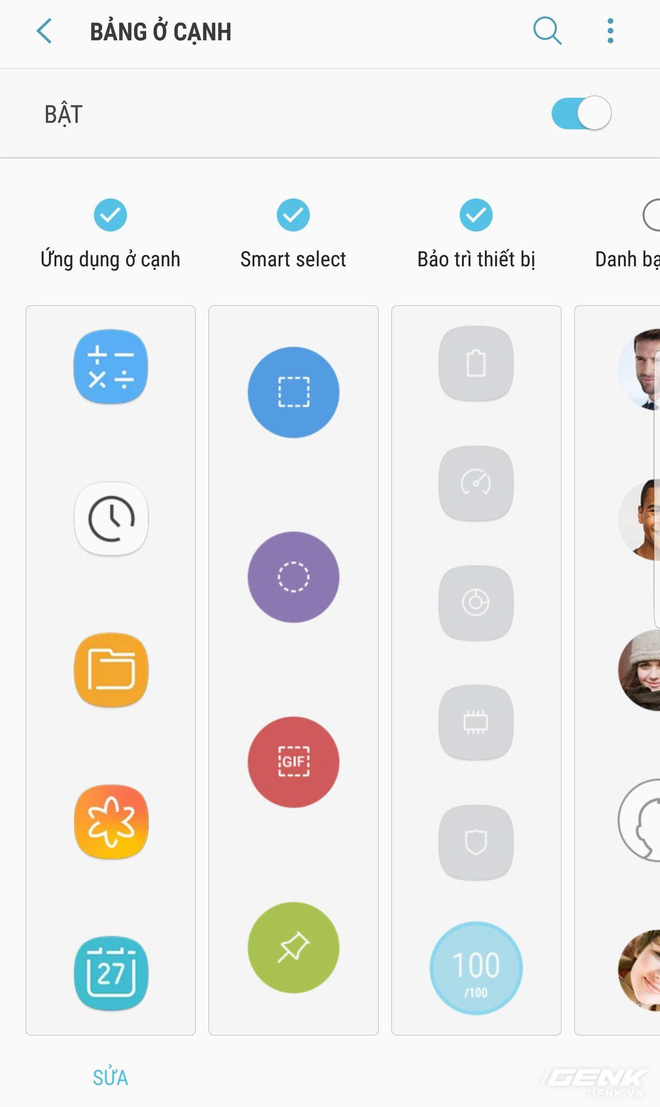 BẢNG Ở CẠNH
BẬT
Ứng dụng ở cạnh
Smart select
Bảo trì thiết bị
Danh bạ
GIF
27
100
/100
SỬA
GENK
GENK.VN